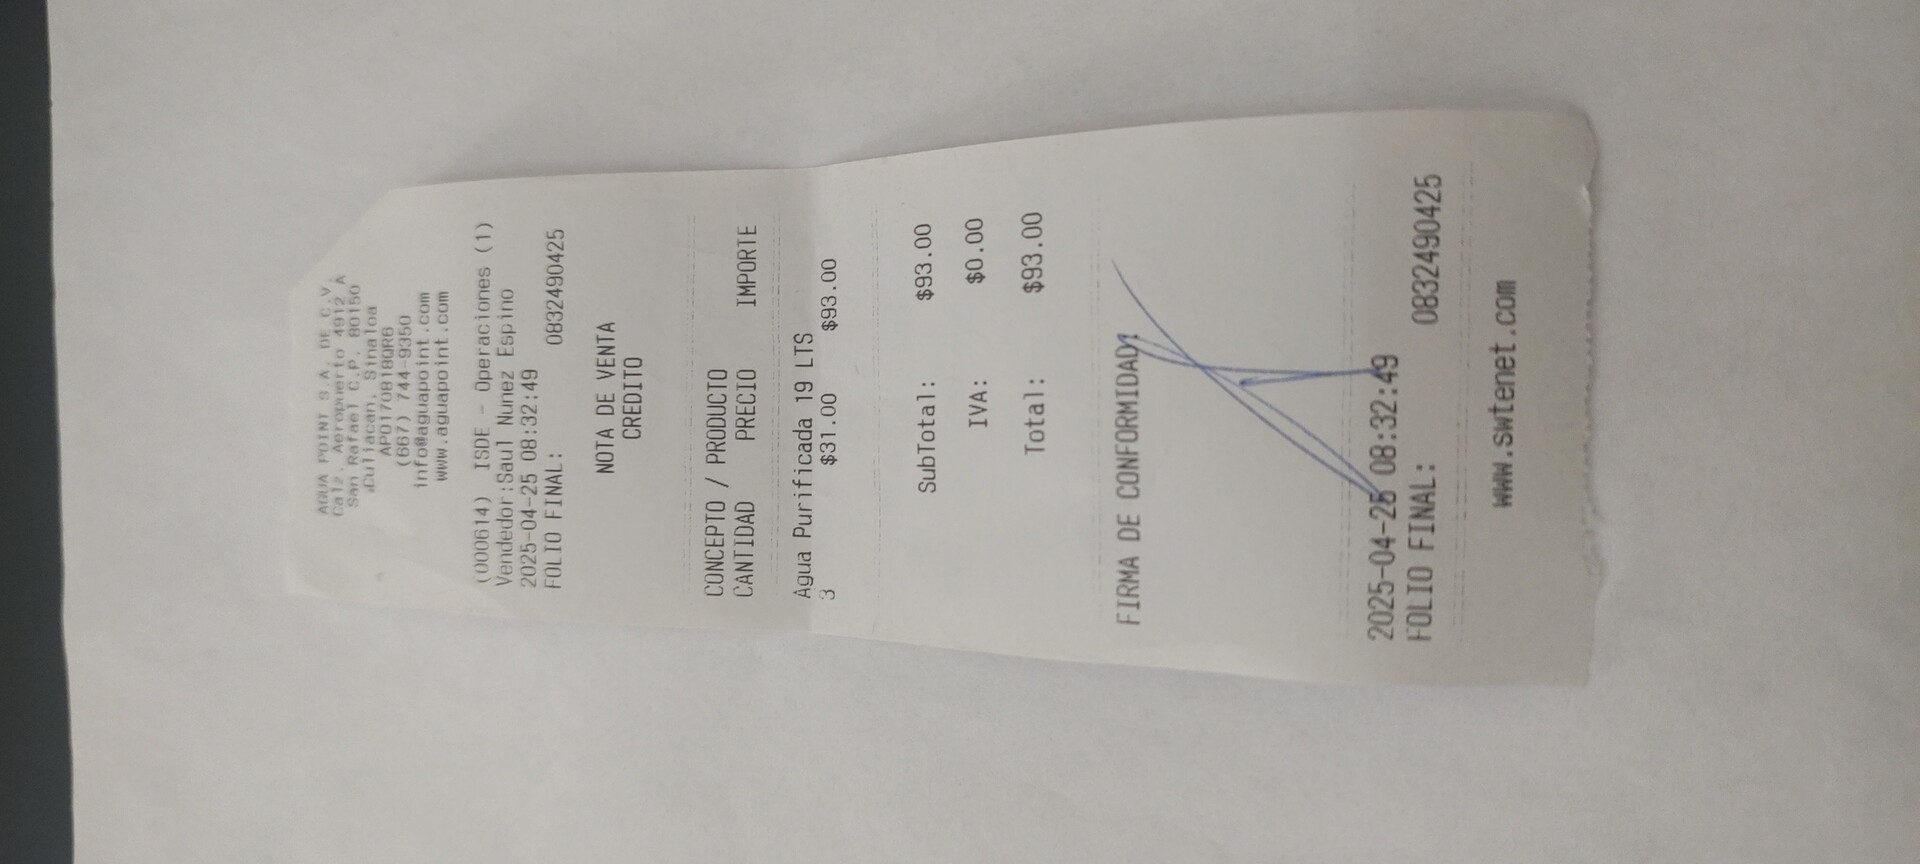 AGUA POINT S.A. DE C.V.
Calz. Aeropuerto 4912 A
San Rafael C.P. 80150
Culiacan, Sinaloa
APO170818QR6
(667) 744-9350
info@aguapoint.com
www.aguapoint.com
(000614) ISDE - Operaciones (1)
Vendedor:Saul Nunez Espino
2025-04-25 08:32:49
FOLIO FINAL: 0832490425
NOTA DE VENTA
CREDITO
CONCEPTO / PRODUCTO
CANTIDAD PRECIO IMPORTE
Agua Purificada 19 LTS
3 $31.00 $93.00
SubTotal: $93.00
IVA: $0.00
Total: $93.00
FIRMA DE CONFORMIDAD:
2025-04-25 08:32:49
FOLIO FINAL: 0832490425
www.swtenet.com